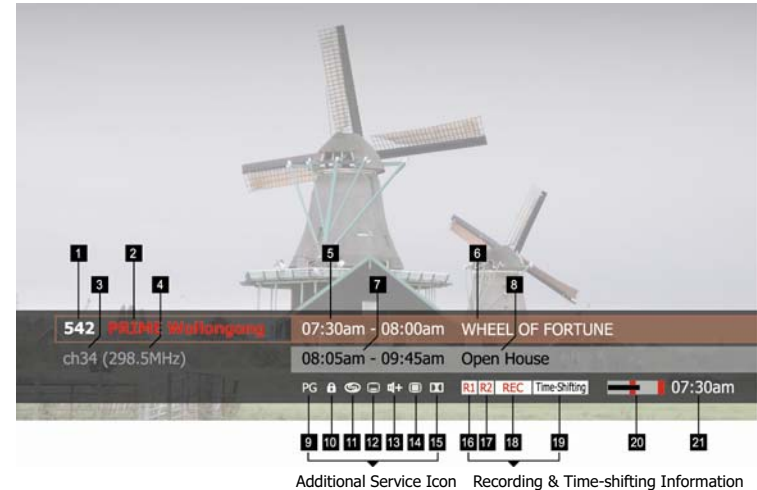 1 2 5 6
3 4 7 8
542 PRIME Wollongong 07:30am - 08:00am WHEEL OF FORTUNE
ch34 (298.5MHz) 08:05am - 09:45am Open House
PG R1 R2 REC Time-Shifting 07:30am
9 10 11 12 13 14 15 16 17 18 19 20 21
Additional Service Icon Recording & Time-shifting Information